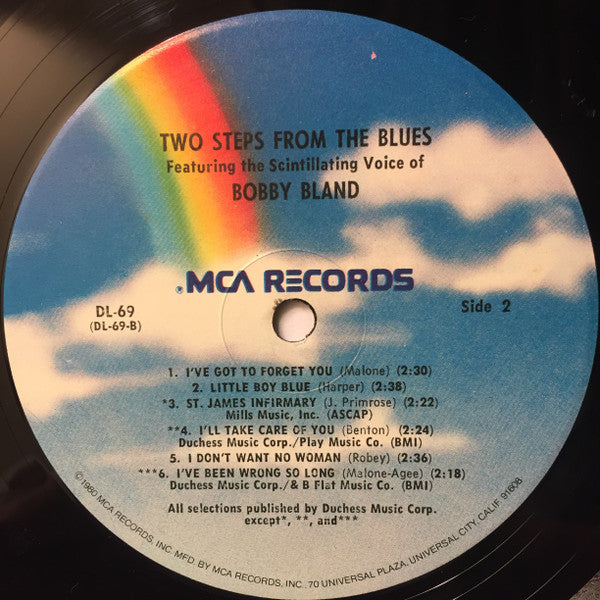 TWO STEPS FROM THE BLUES
Featuring the Scintillating Voice of
BOBBY BLAND
®MCA RECORDS
DL-69
(DL-69-B)
Side 2
1. I'VE GOT TO FORGET YOU (Malone) (2:30)
2. LITTLE BOY BLUE (Harper) (2:38)
*3. ST. JAMES INFIRMARY (J. Primrose) (2:22)
Mills Music, Inc. (ASCAP)
**4. I'LL TAKE CARE OF YOU (Benton) (2:24)
Duchess Music Corp./Play Music Co. (BMI)
5. I DON'T WANT NO WOMAN (Robey) (2:36)
***6. I'VE BEEN WRONG SO LONG (Malone-Agee) (2:18)
Duchess Music Corp./& B Flat Music Co. (BMI)
All selections published by Duchess Music Corp.
except*, **, and***
©1980 MCA RECORDS, INC. MFD. BY MCA RECORDS, INC. 70 UNIVERSAL PLAZA, UNIVERSAL CITY, CALIF. 91608